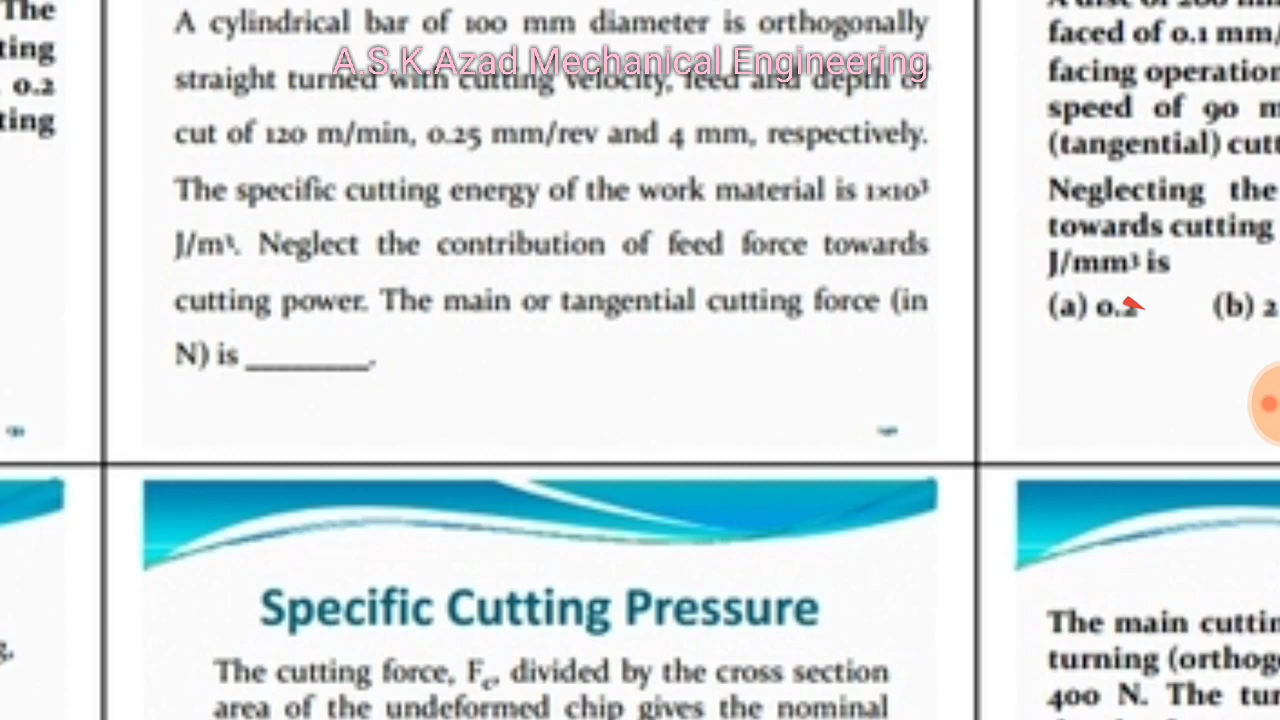 The
ting
0.2
ting
A cylindrical bar of 100 mm diameter is orthogonally
A.S.K.Azad Mechanical Engineering
straight turned with cutting velocity, feed and depth of
cut of 120 m/min, 0.25 mm/rev and 4 mm, respectively.
The specific cutting energy of the work material is 1×10³
J/m³. Neglect the contribution of feed force towards
cutting power. The main or tangential cutting force (in
N) is ________.
faced of 0.1 mm/
facing operation
speed of 90 m
(tangential) cutt
Neglecting the
towards cutting
J/mm³ is
(a) 0.2 (b) 2
Specific Cutting Pressure
The cutting force, Fc, divided by the cross section
area of the undeformed chip gives the nominal
The main cuttin
turning (orthog
400 N. The tur